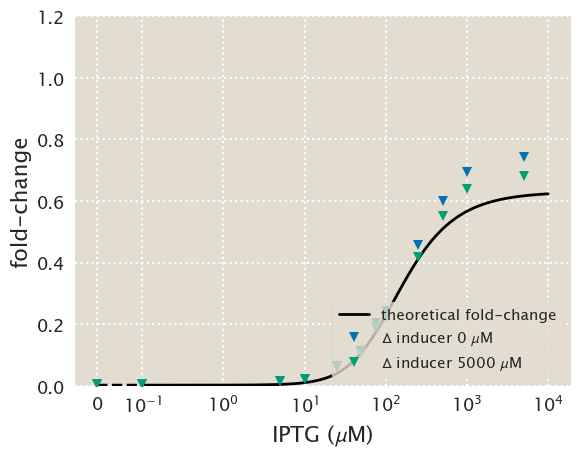 fold-change
1.2
1.0
0.8
0.6
0.4
0.2
0.0
theoretical fold-change
Δ inducer 0 μM
Δ inducer 5000 μM
0 10⁻¹ 10⁰ 10¹ 10² 10³ 10⁴
IPTG (μM)